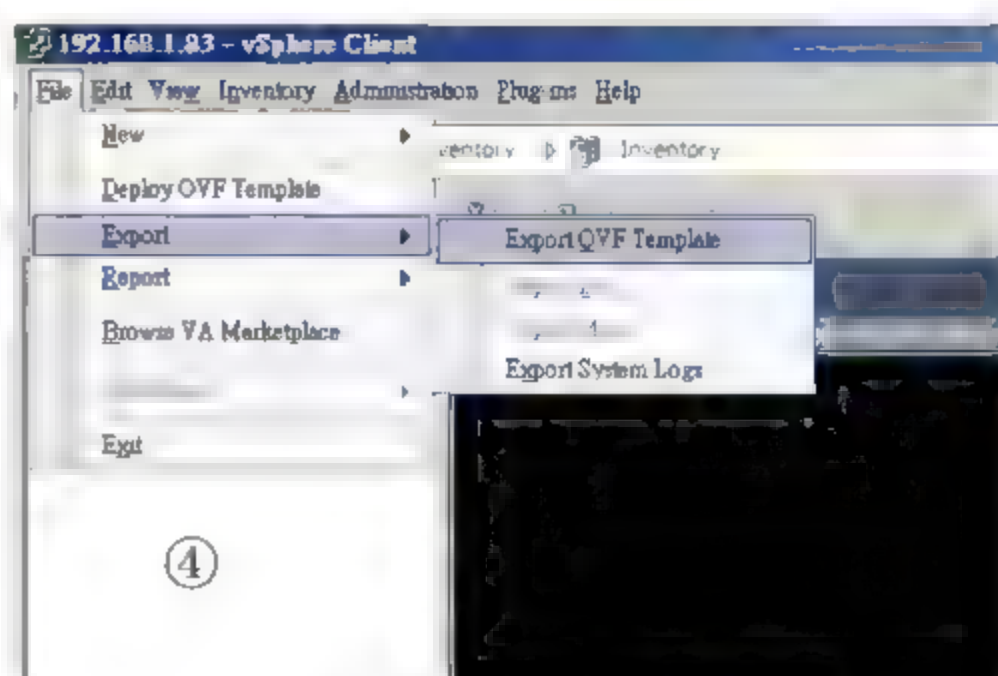 192.168.1.83 - vSphere Client
File Edit View Inventory Administration Plug-ins Help
New
ventory Inventory
Deploy OVF Template
Export
Export OVF Template
Report
Browse VA Marketplace
Export System Logs
Exit
④